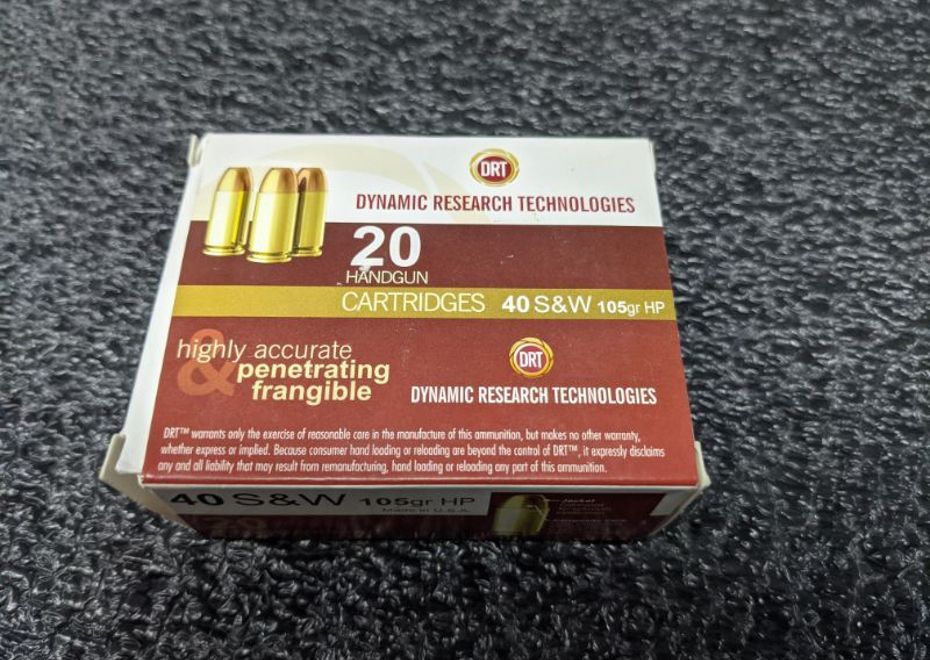 DRT
DYNAMIC RESEARCH TECHNOLOGIES
20
HANDGUN
CARTRIDGES 40 S&W 105gr HP
highly accurate
& penetrating
frangible
DRT
DYNAMIC RESEARCH TECHNOLOGIES
DRT™ warrants only the exercise of reasonable care in the manufacture of this ammunition, but makes no other warranty,
whether express or implied. Because consumer hand loading or reloading are beyond the control of DRT™, it expressly disclaims
any and all liability that may result from remanufacturing, hand loading or reloading any part of this ammunition.
40 S&W 105gr HP
Made in U.S.A.
Jacket